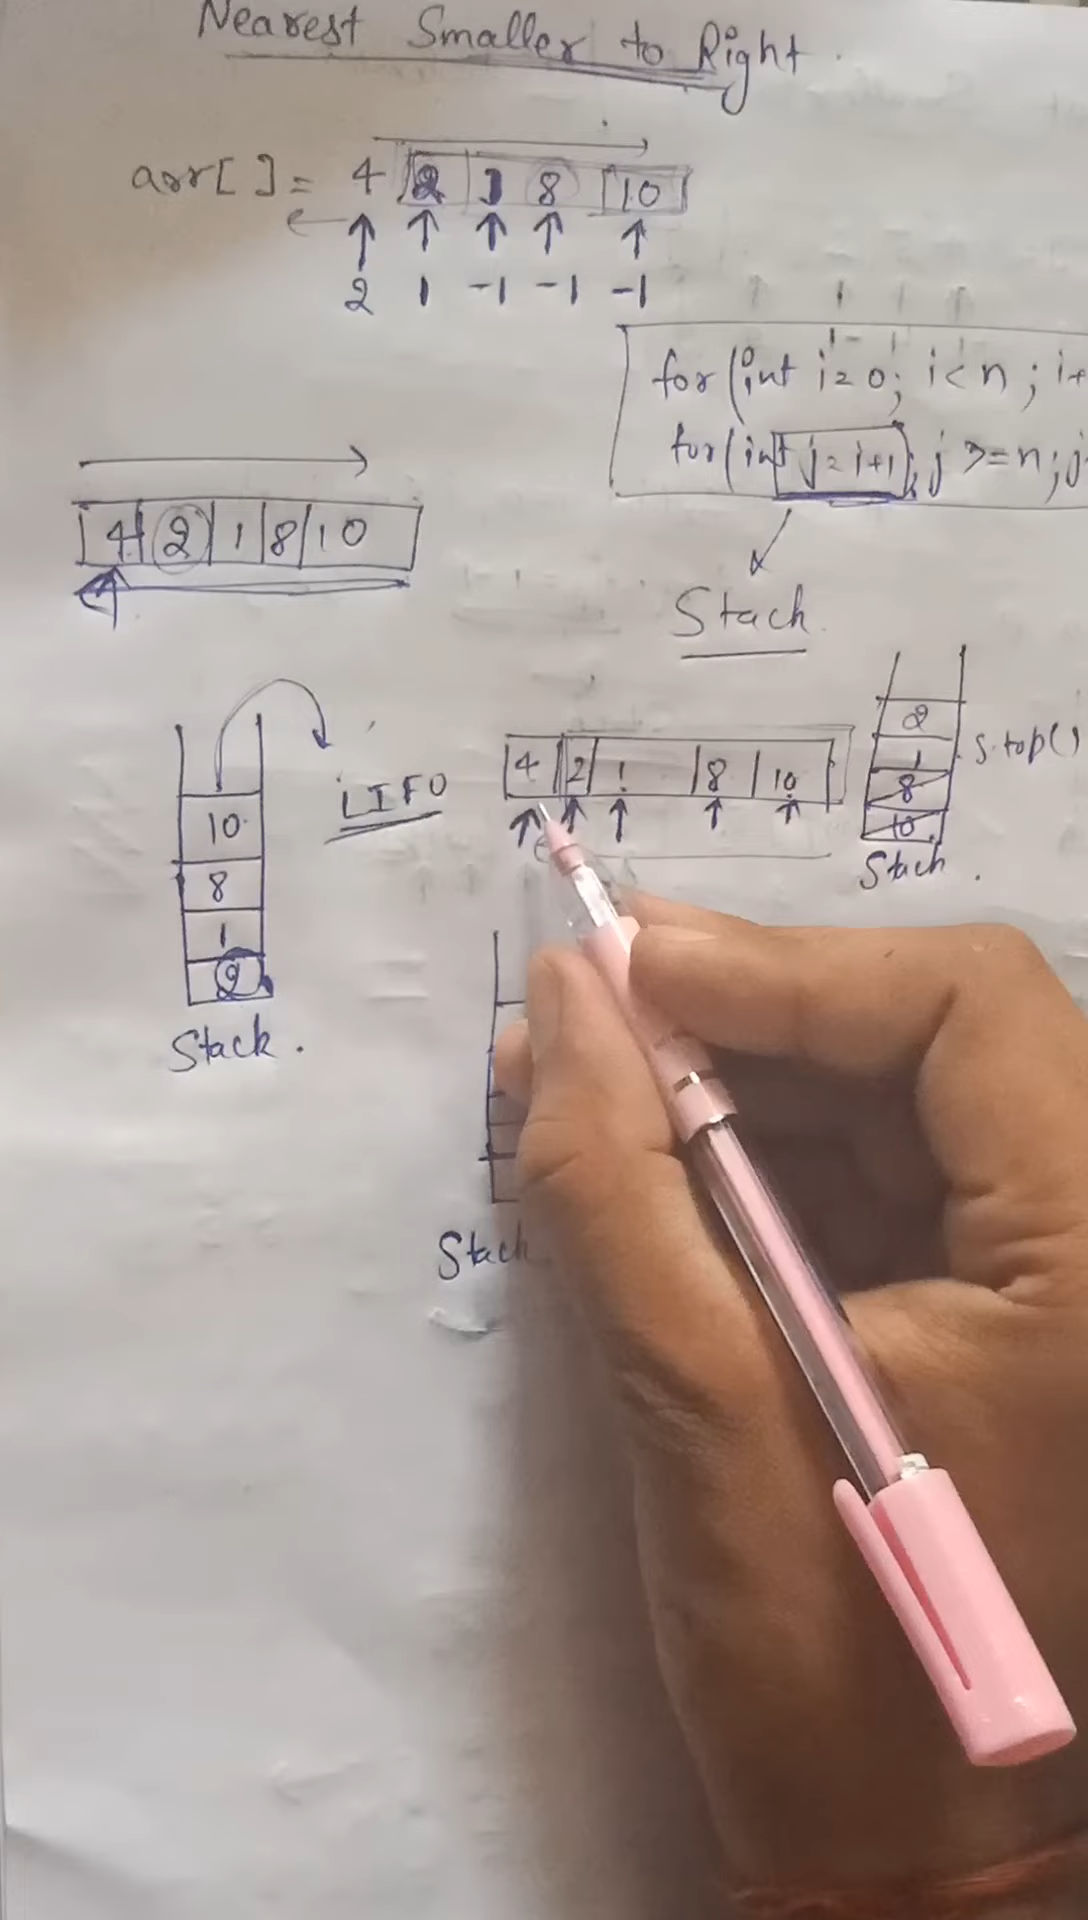 Nearest Smaller to Right.
arr[ ] = 4 2 1 8 10
2 1 -1 -1 -1
for (int i=0; i<n; i+
for (int j=i+1; j>=n; j
4 2 1 8 10
Stack
2
1 s.top()
8
10
Stack.
4 2 1 8 10
LIFO
10
8
1
2
Stack.
Stack